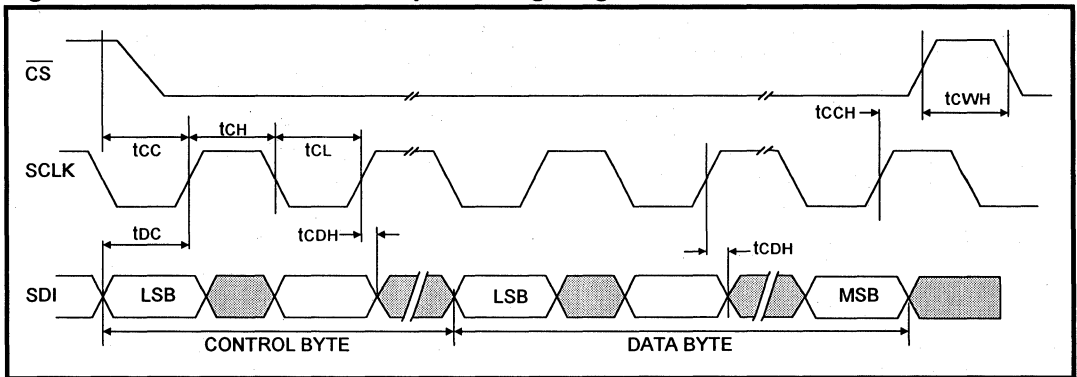 CS
tCCH
tCWH
tCC
tCH
tCL
SCLK
tDC
tCDH
tCDH
SDI
LSB
LSB
MSB
CONTROL BYTE
DATA BYTE